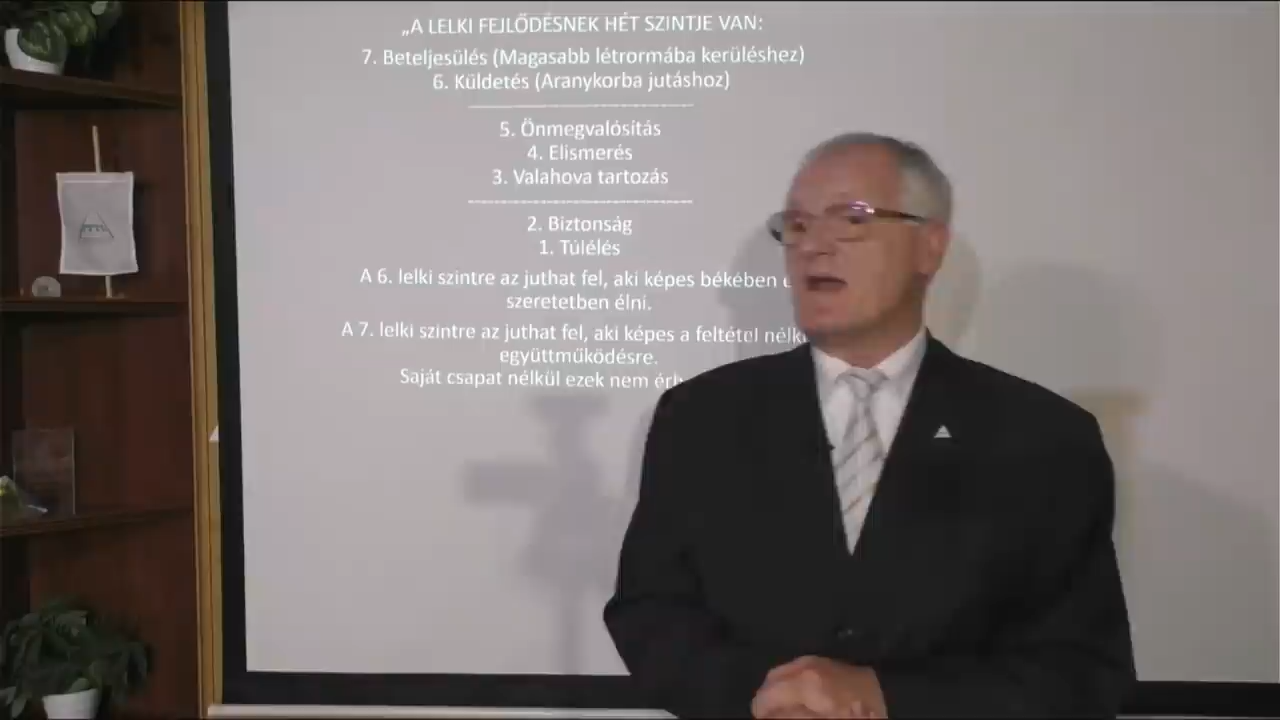 „A LELKI FEJLŐDÉSNEK HÉT SZINTJE VAN:
7. Beteljesülés (Magasabb létrormába kerüléshez)
6. Küldetés (Aranykorba jutáshoz)
5. Önmegvalósítás
4. Elismerés
3. Valahova tartozás
2. Biztonság
1. Túlélés
A 6. lelki szintre az juthat fel, aki képes békében
szeretetben élni.
A 7. lelki szintre az juthat fel, aki képes a feltétel
együttműködésre.
Saját csapat nélkül ezek nem